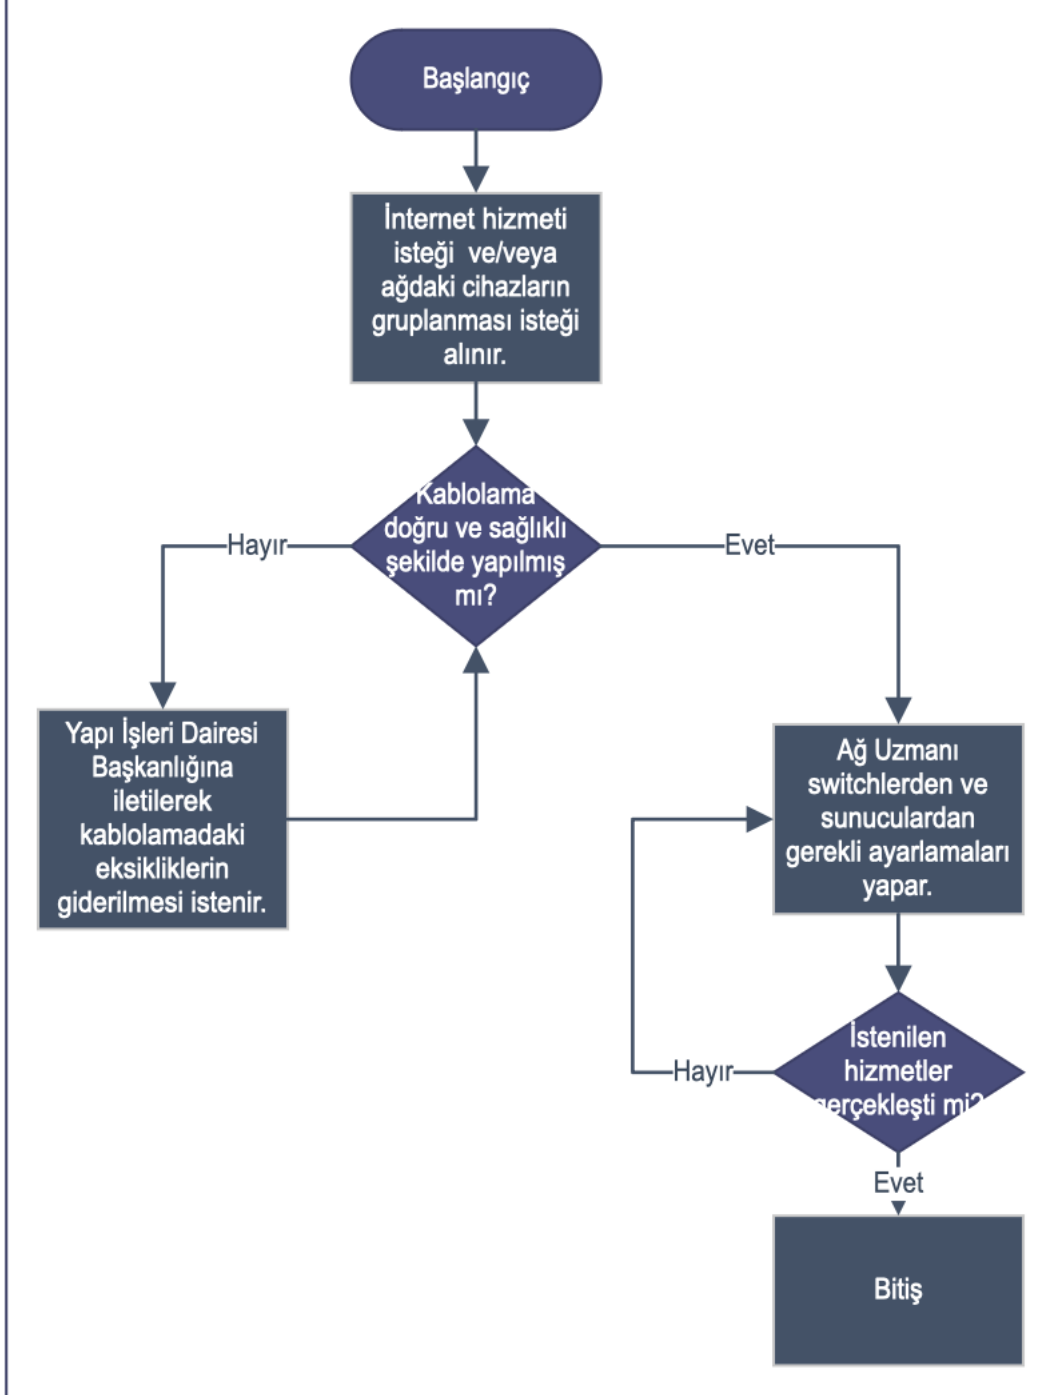 Başlangıç
İnternet hizmeti
isteği ve/veya
ağdaki cihazların
gruplanması isteği
alınır.
Kablolama
doğru ve sağlıklı
şekilde yapılmış
mı?
Hayır
Evet
Yapı İşleri Dairesi
Başkanlığına
iletilerek
kablolamadaki
eksikliklerin
giderilmesi istenir.
Ağ Uzmanı
switchlerden ve
sunuculardan
gerekli ayarlamaları
yapar.
İstenilen
hizmetler
gerçekleşti mi?
Hayır
Evet
Bitiş